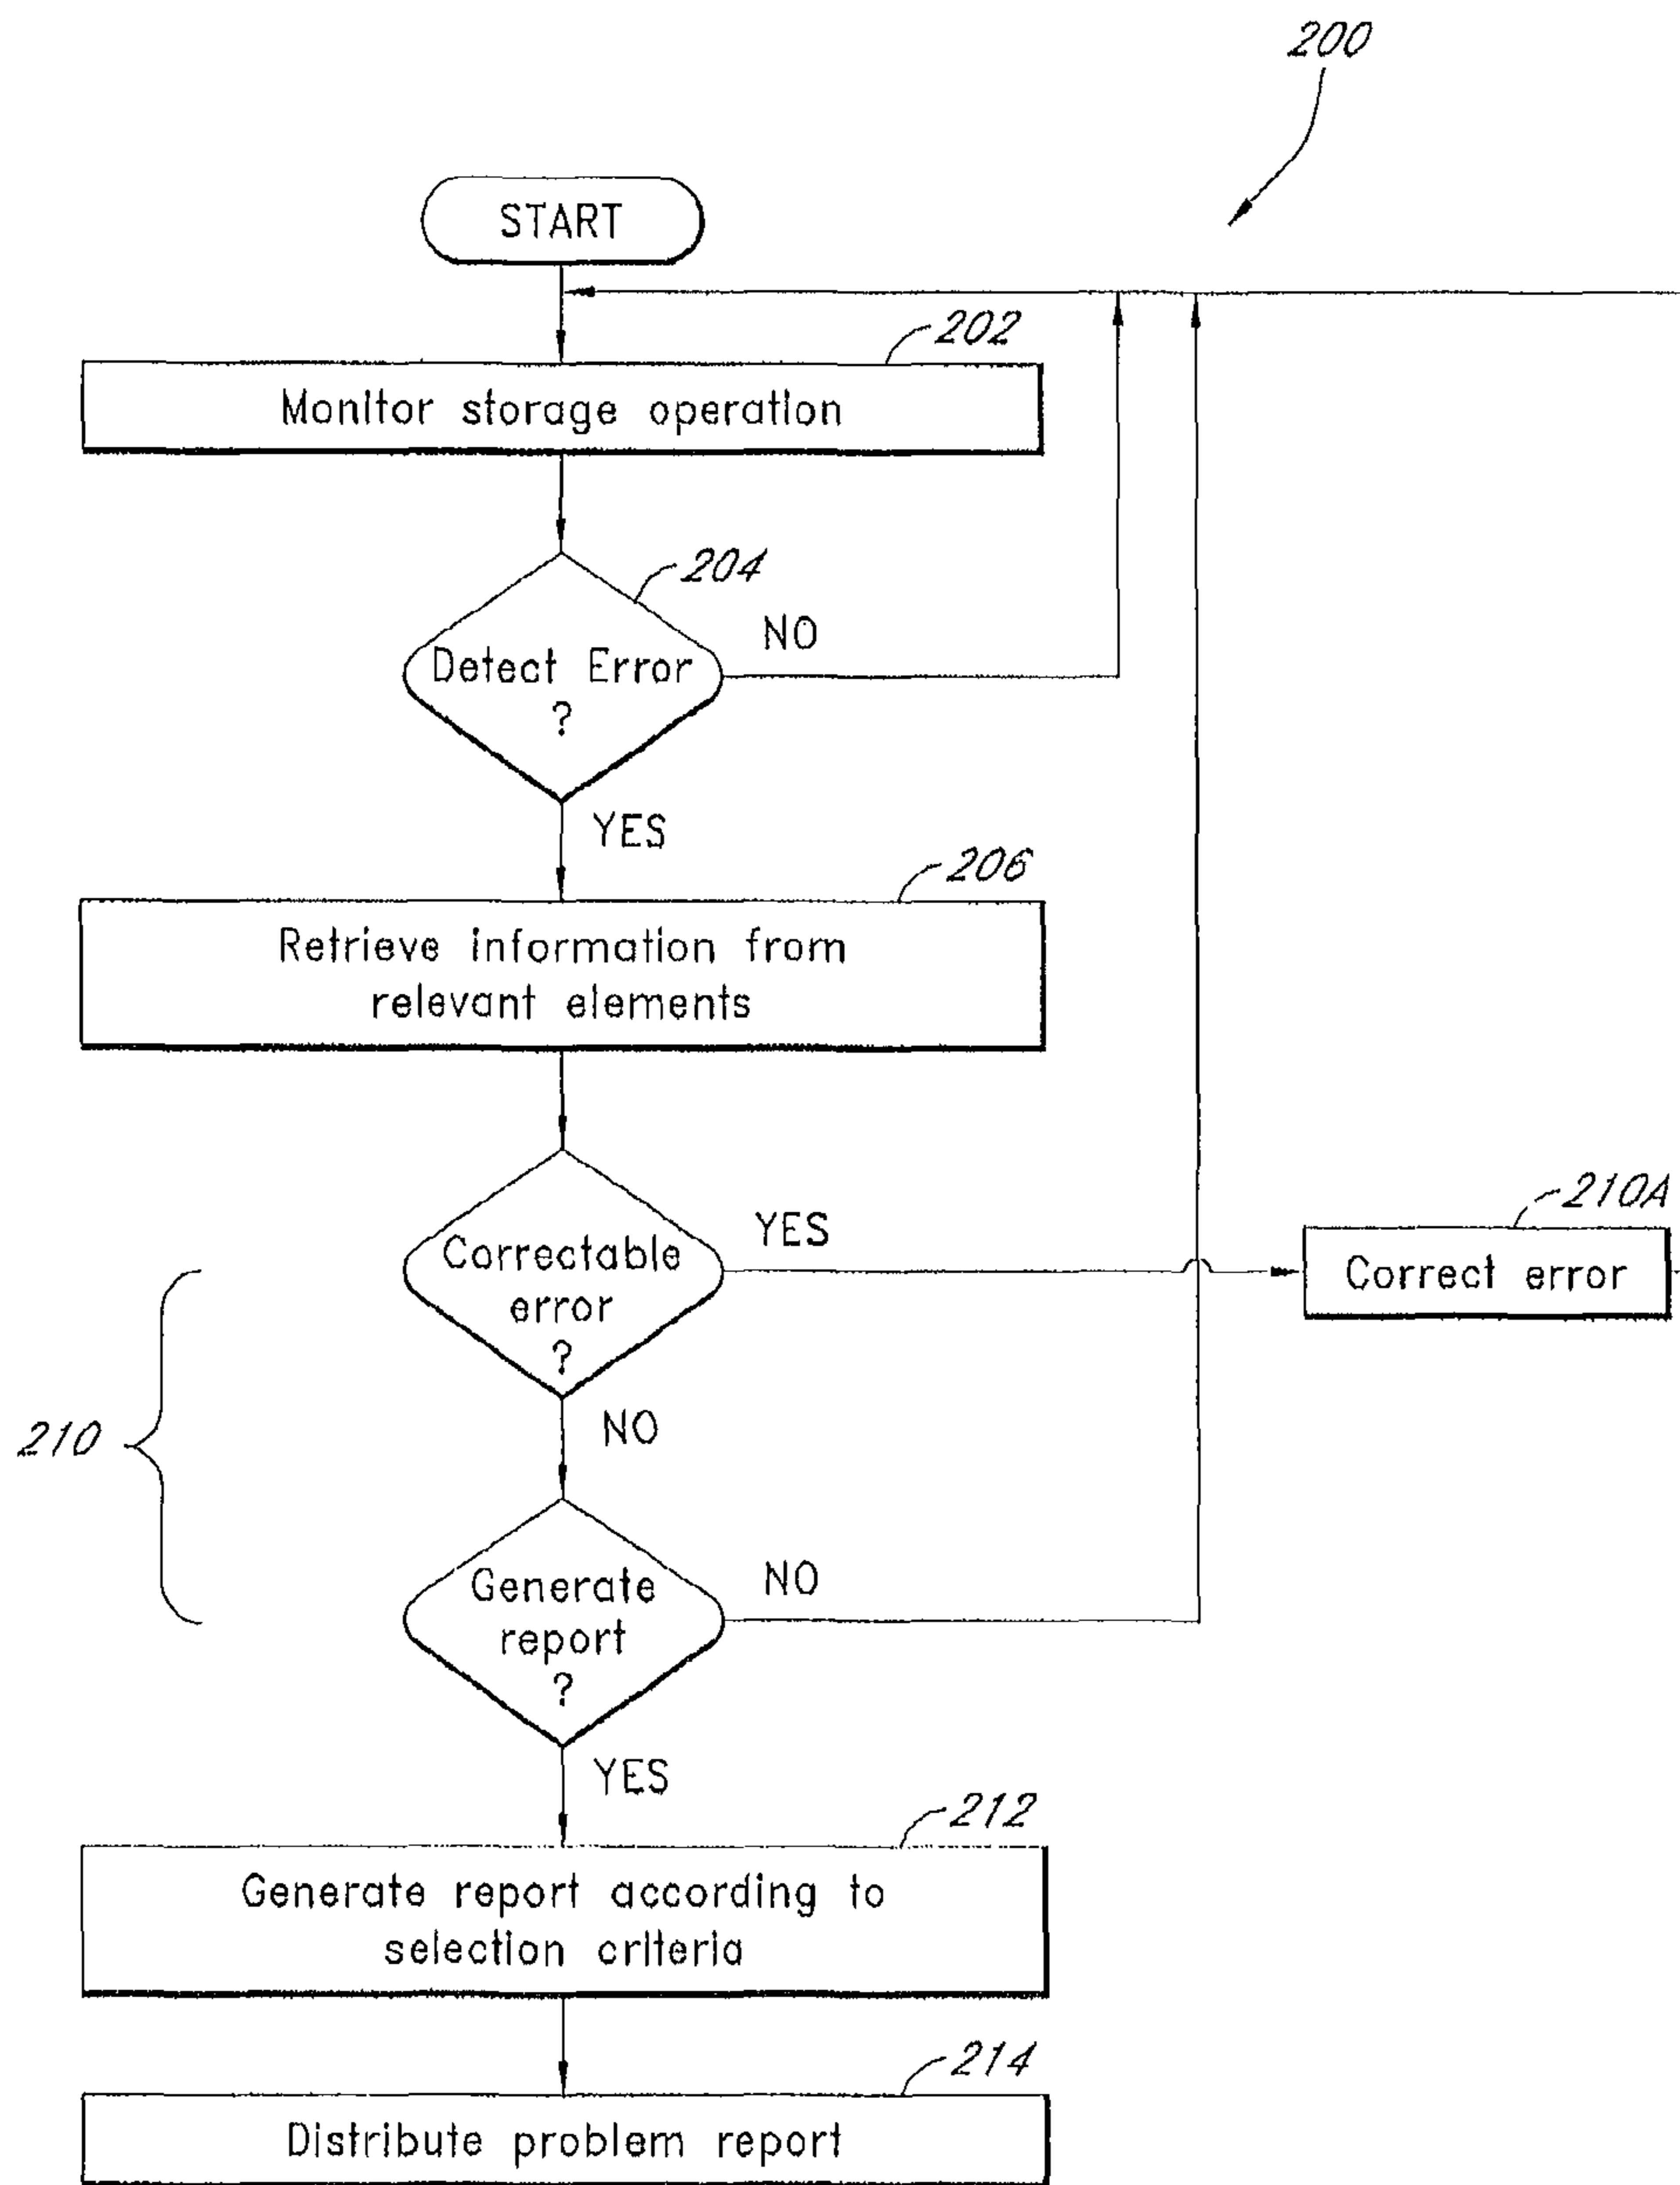 200
START
202
Monitor storage operation
204
Detect Error
?
NO
YES
206
Retrieve information from
relevant elements
Correctable
error
?
YES
210A
Correct error
210
NO
Generate
report
?
NO
YES
212
Generate report according to
selection criteria
214
Distribute problem report